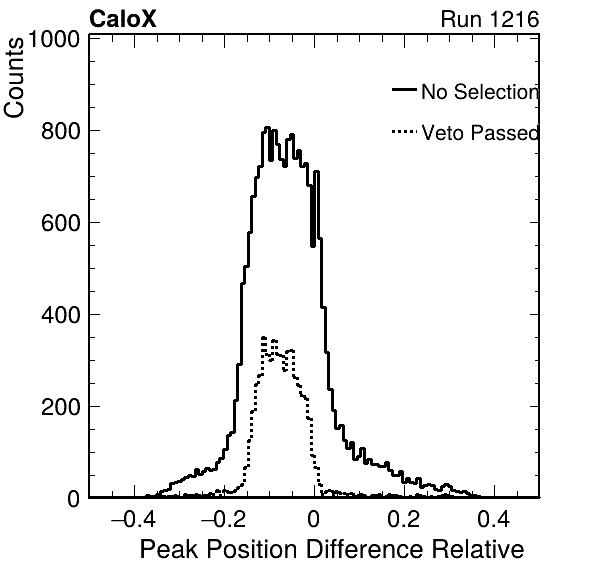 CaloX Run 1216
Counts
1000
800
600
400
200
0
No Selection
Veto Passed
−0.4 −0.2 0 0.2 0.4
Peak Position Difference Relative